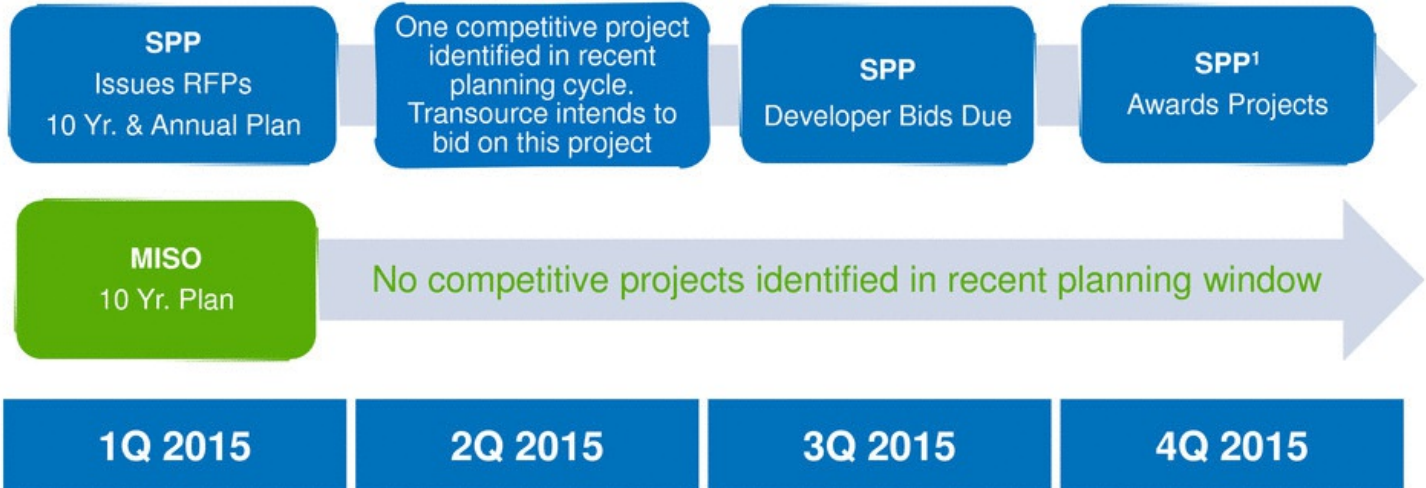 SPP
Issues RFPs
10 Yr. & Annual Plan
One competitive project
identified in recent
planning cycle.
Transource intends to
bid on this project
SPP
Developer Bids Due
SPP¹
Awards Projects
MISO
10 Yr. Plan
No competitive projects identified in recent planning window
1Q 2015
2Q 2015
3Q 2015
4Q 2015